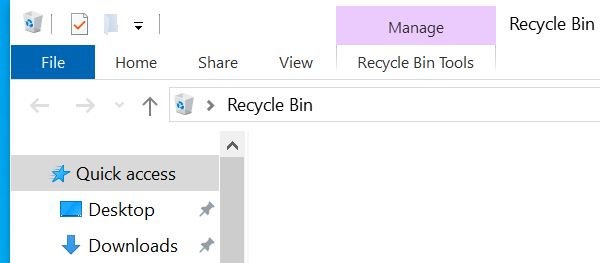 Manage
Recycle Bin
File
Home
Share
View
Recycle Bin Tools
Recycle Bin
Quick access
Desktop
Downloads